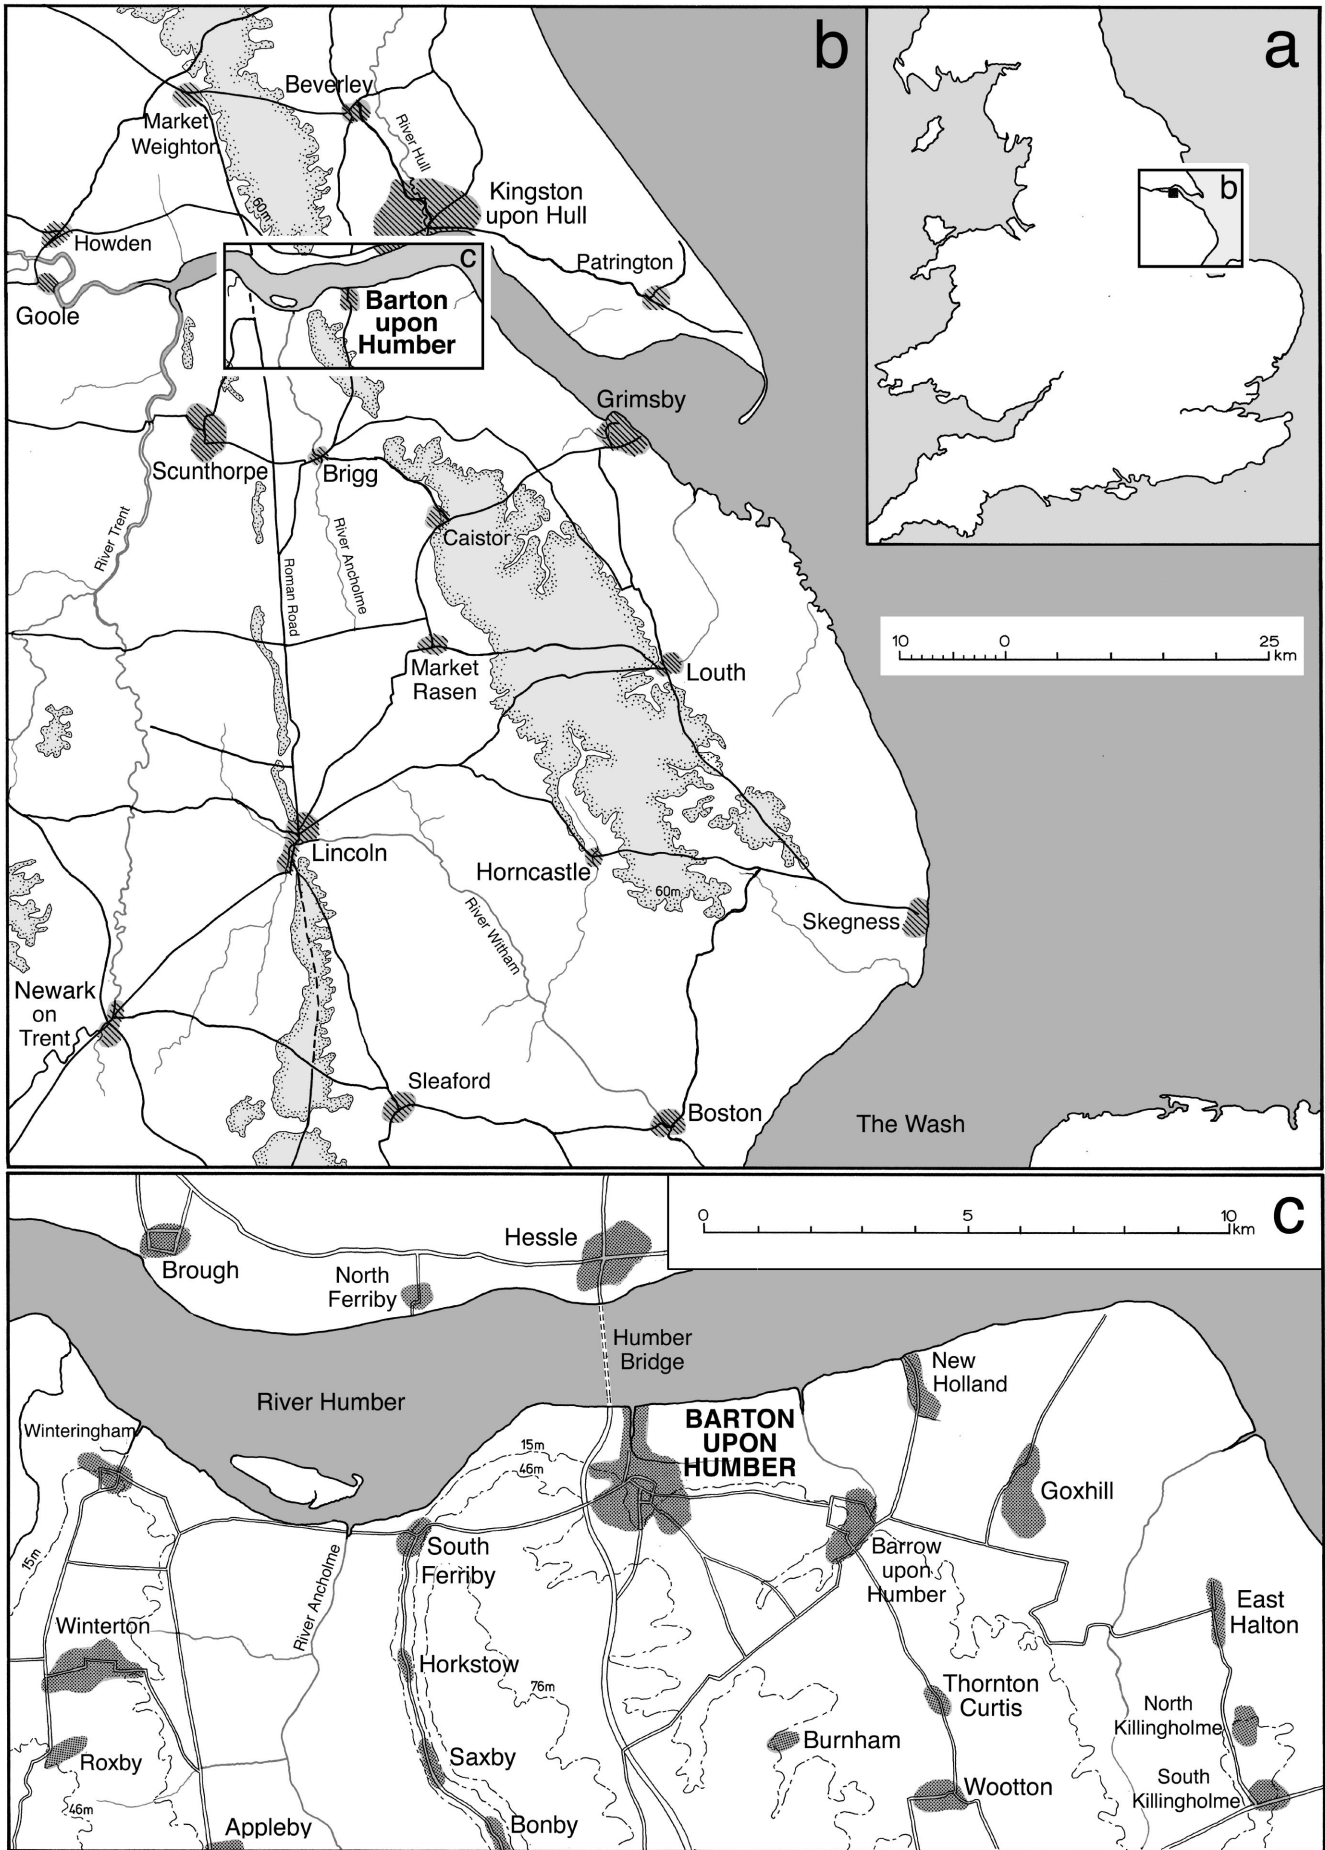 b
a
b
Beverley
Market
Weighton
River Hull
Kingston
upon Hull
60m
Howden
c
Patrington
Goole
Barton
upon
Humber
Grimsby
Scunthorpe
Brigg
River Trent
River Ancholme
Caistor
Roman Road
10 0 25 km
Market
Rasen
Louth
Lincoln
Horncastle
60m
Skegness
River Witham
Newark
on
Trent
Sleaford
Boston
The Wash
0 5 10 km
c
Hessle
Brough
North
Ferriby
Humber
Bridge
New
Holland
River Humber
Winteringham
BARTON
UPON
HUMBER
15m
46m
Goxhill
15m
South
Ferriby
River Ancholme
Barrow
upon
Humber
East
Halton
Winterton
Horkstow
76m
Thornton
Curtis
North
Killingholme
Burnham
Roxby
Saxby
Wootton
South
Killingholme
46m
Appleby
Bonby